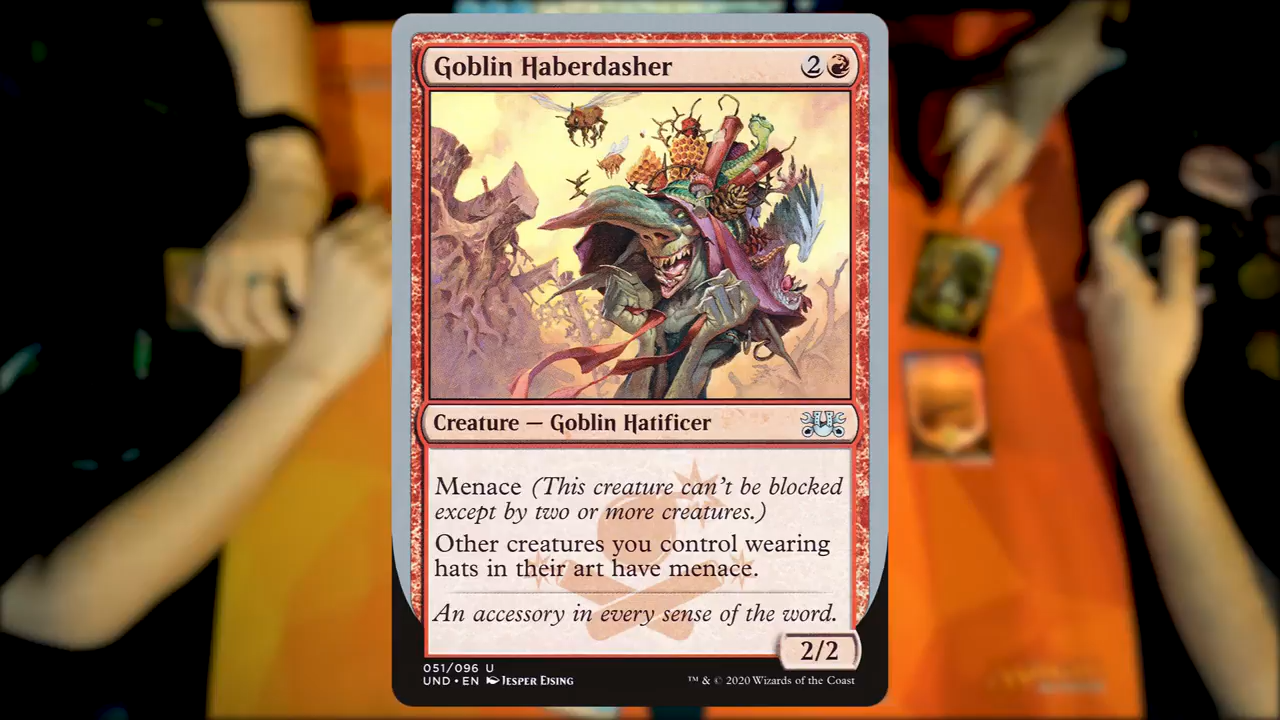 Goblin Haberdasher 2
Creature — Goblin Hatificer
Menace (This creature can't be blocked
except by two or more creatures.)
Other creatures you control wearing
hats in their art have menace.
An accessory in every sense of the word.
2/2
051/096 U
UND • EN Jesper Ejsing
™ & © 2020 Wizards of the Coast